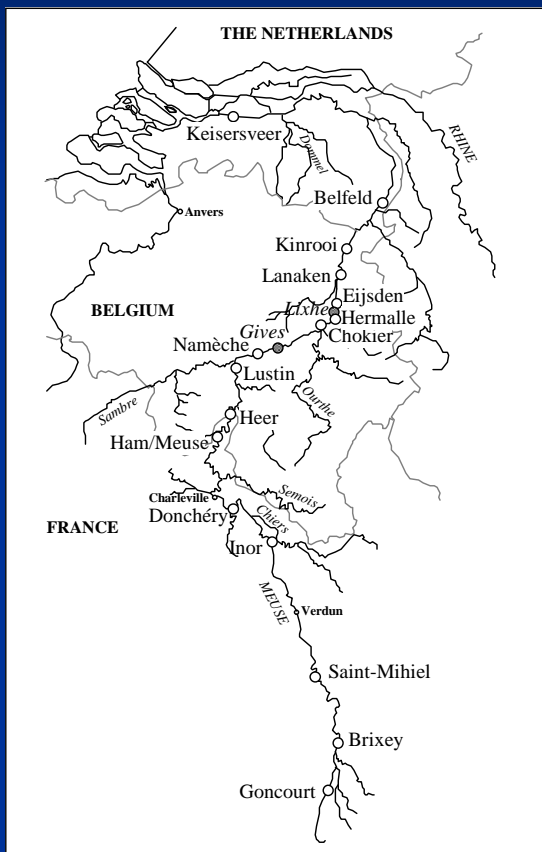 THE NETHERLANDS
Keisersveer
Dommel
RHINE
Belfeld
Anvers
Kinrooi
Lanaken
BELGIUM
Eijsden
Lixhe
Hermalle
Gives
Chokier
Namèche
Lustin
Sambre
Ourthe
Heer
Ham/Meuse
Semois
Charleville
Donchéry
Chiers
FRANCE
Inor
MEUSE
Verdun
Saint-Mihiel
Brixey
Goncourt